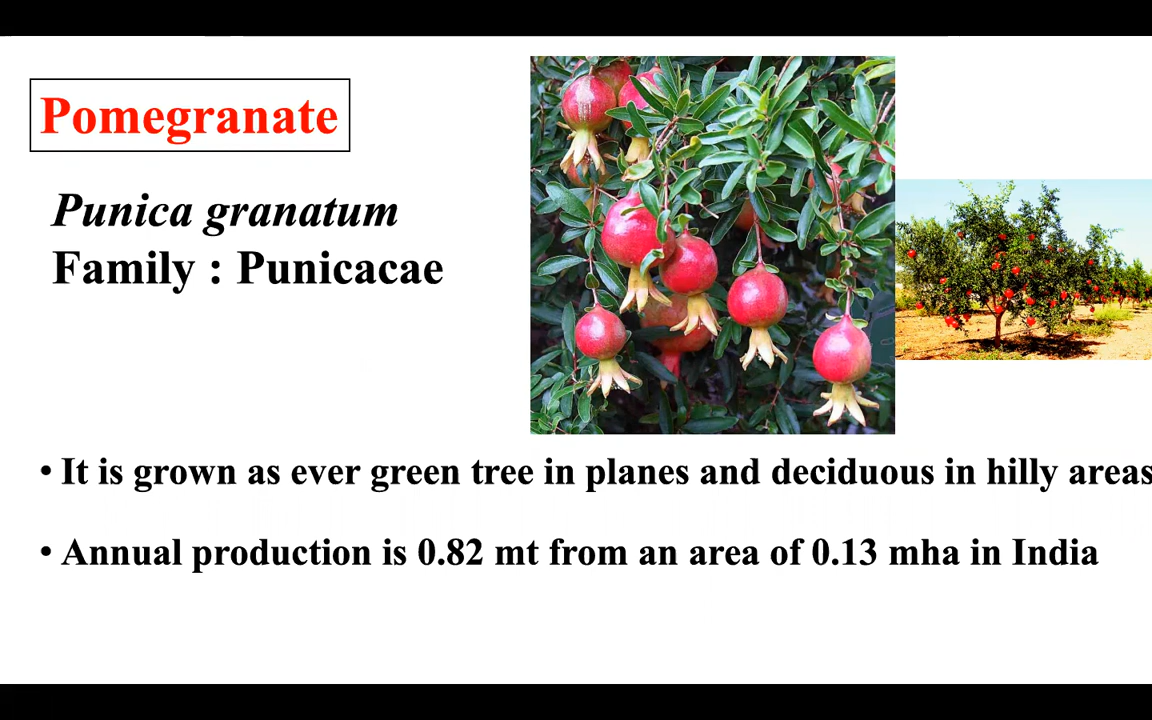 Pomegranate
Punica granatum
Family : Punicacae
• It is grown as ever green tree in planes and deciduous in hilly areas
• Annual production is 0.82 mt from an area of 0.13 mha in India